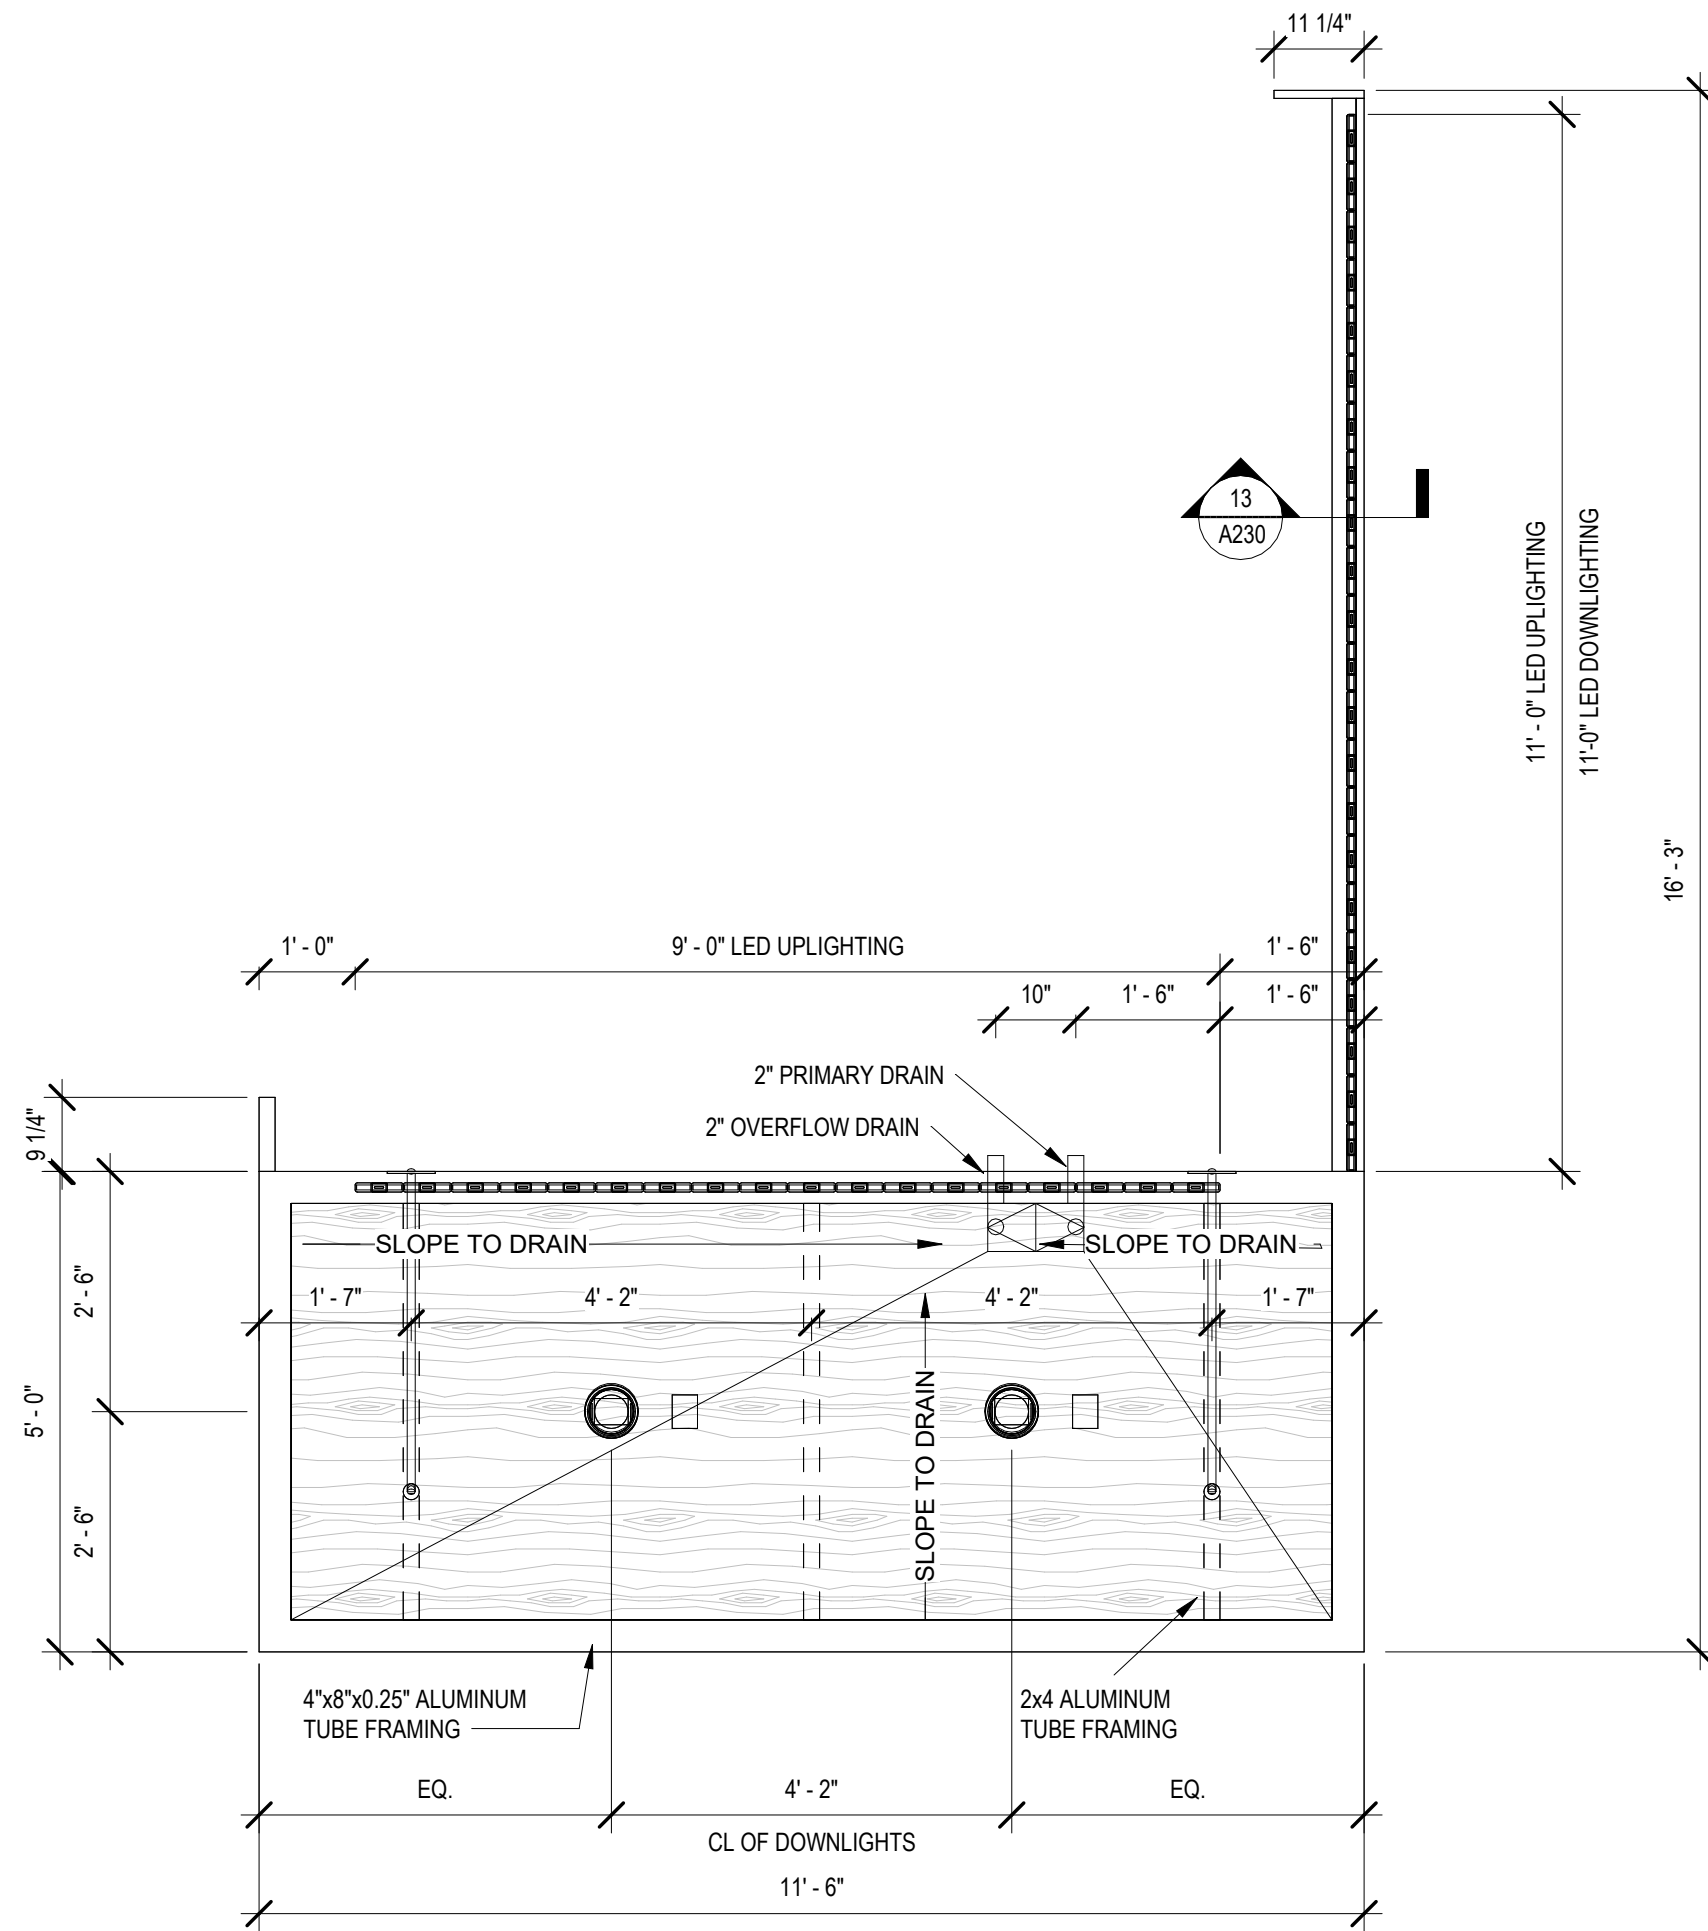 11 1/4"
13
A230
11' - 0" LED UPLIGHTING
11'-0" LED DOWNLIGHTING
16' - 3"
1' - 0"
9' - 0" LED UPLIGHTING
1' - 6"
10"
1' - 6"
1' - 6"
2" PRIMARY DRAIN
2" OVERFLOW DRAIN
9 1/4"
SLOPE TO DRAIN
SLOPE TO DRAIN
2' - 6"
1' - 7"
4' - 2"
4' - 2"
1' - 7"
5' - 0"
SLOPE TO DRAIN
2' - 6"
4"x8"x0.25" ALUMINUM
TUBE FRAMING
2x4 ALUMINUM
TUBE FRAMING
EQ.
4' - 2"
EQ.
CL OF DOWNLIGHTS
11' - 6"